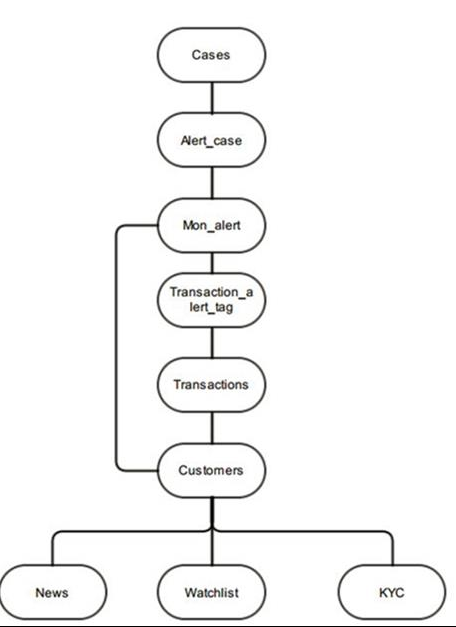 Cases
Alert_case
Mon_alert
Transaction_a
lert_tag
Transactions
Customers
News
Watchlist
KYC